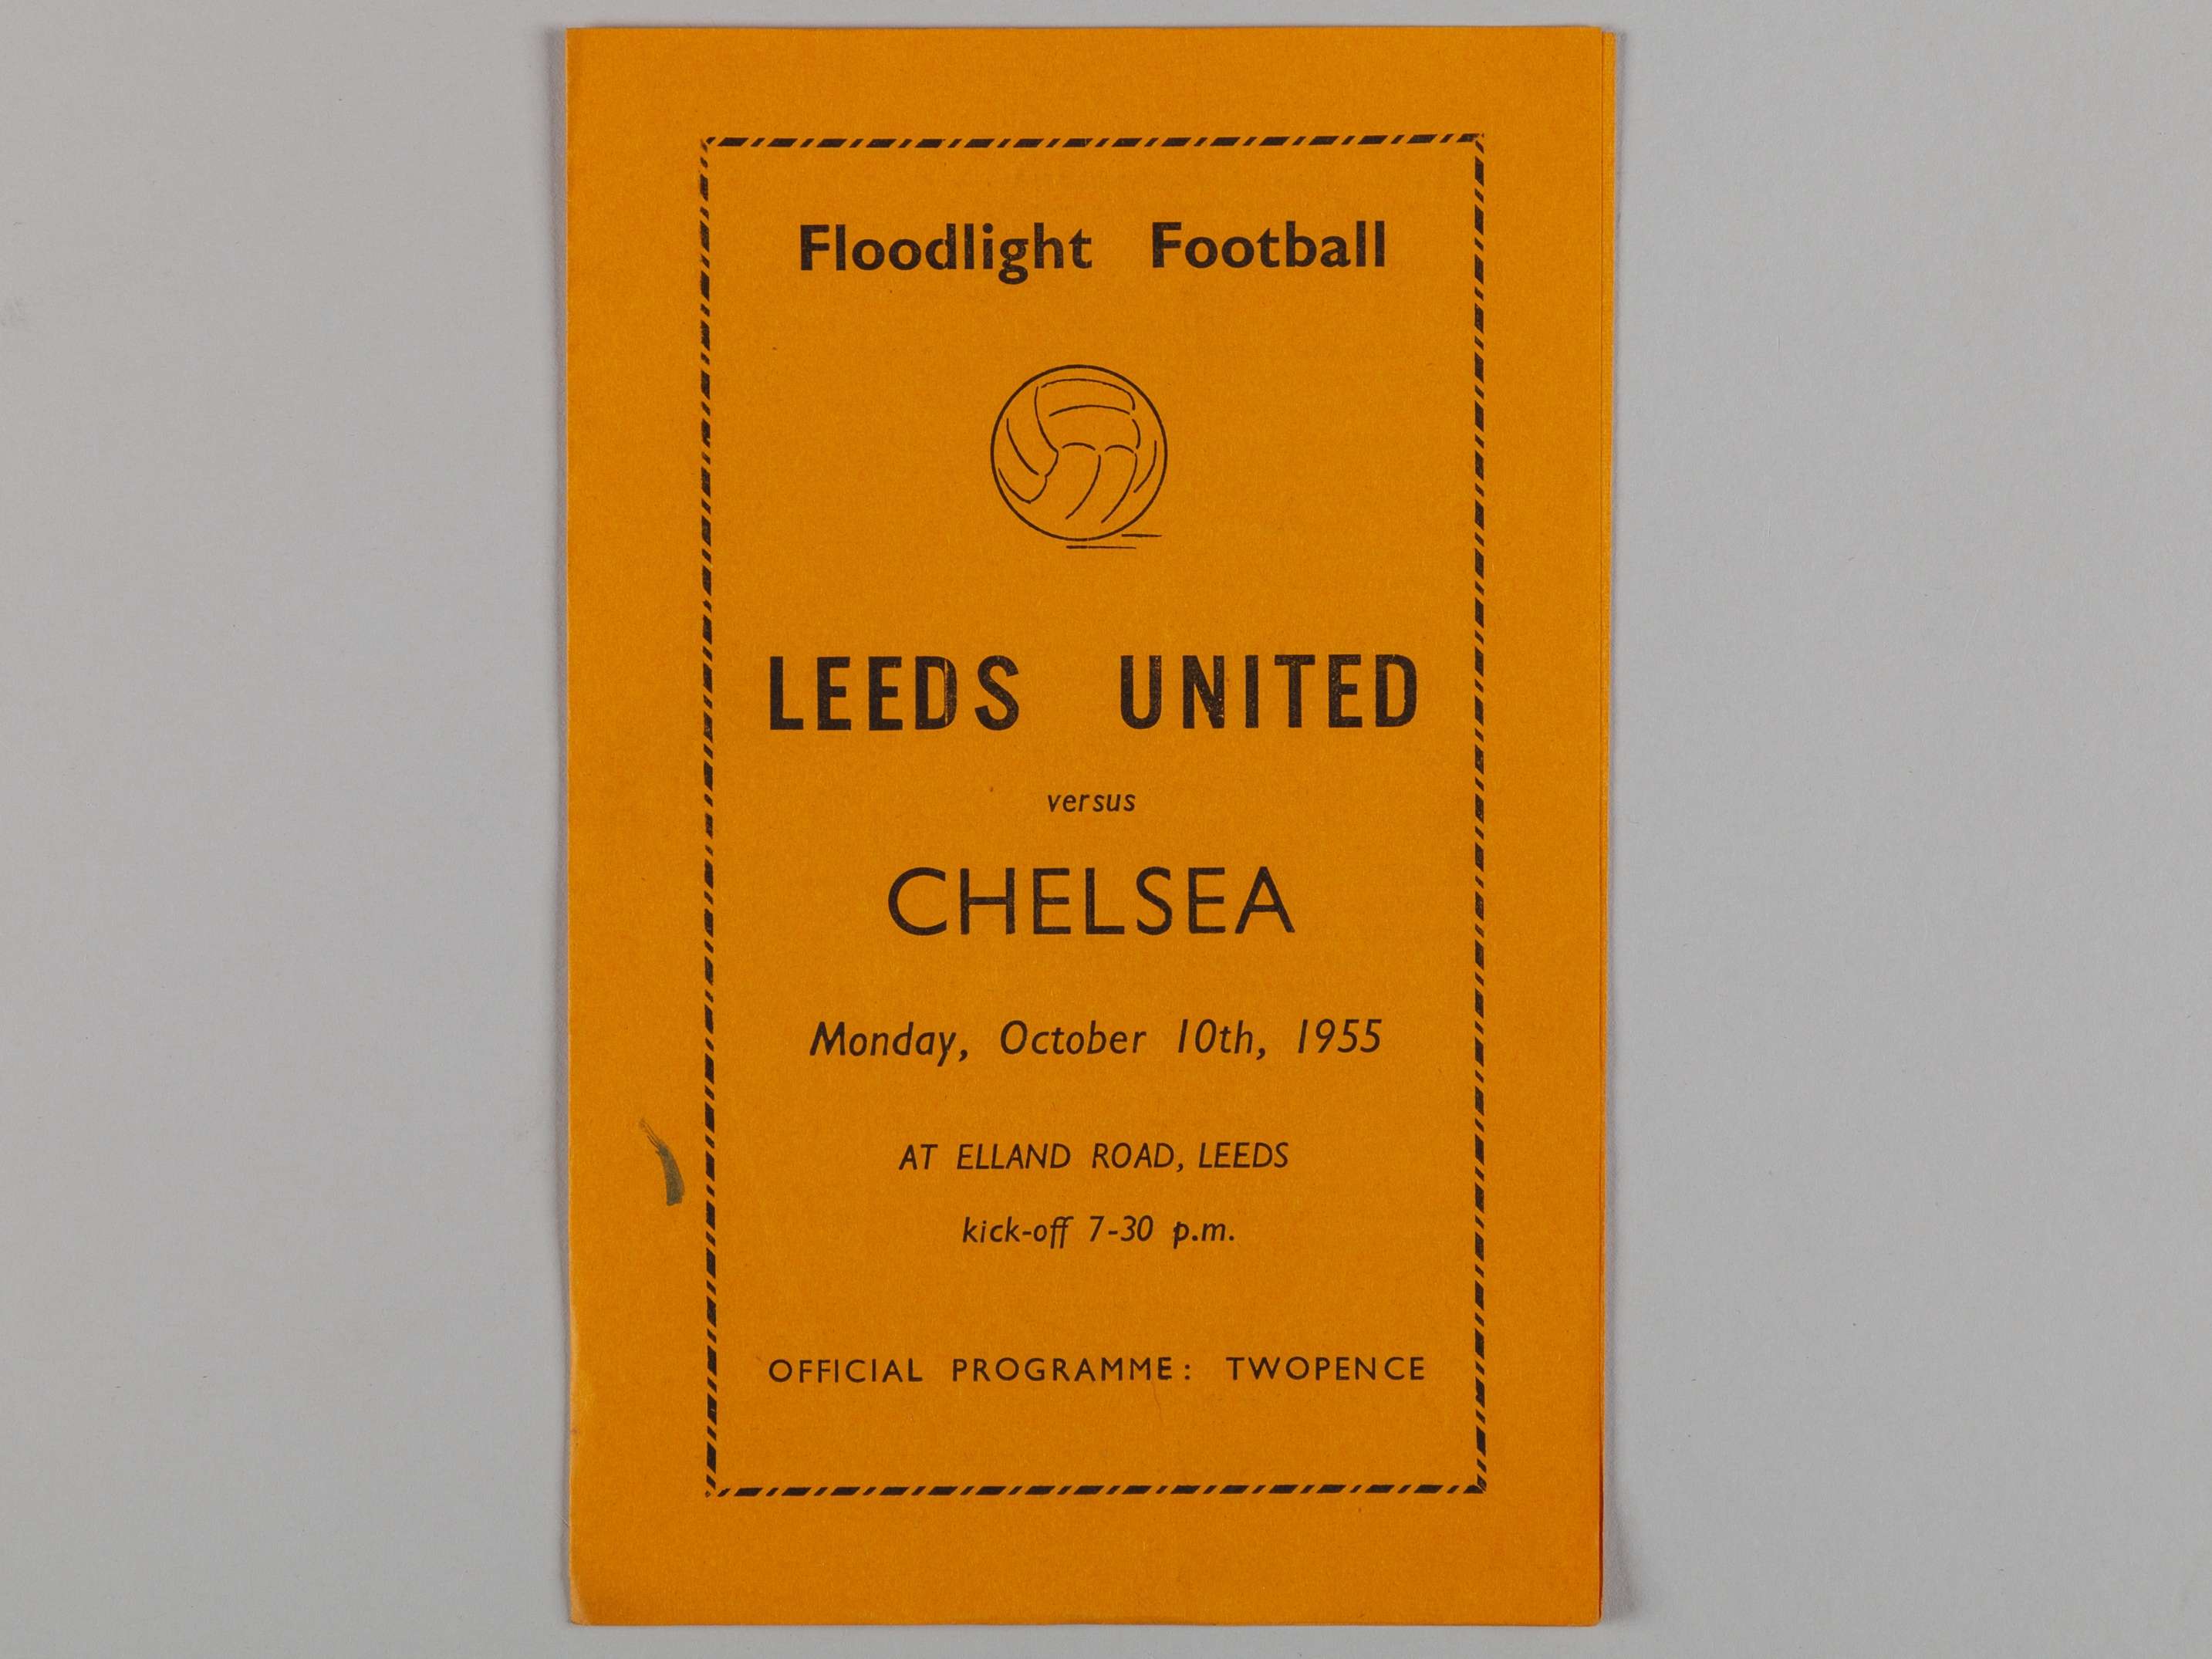 Floodlight Football
LEEDS UNITED
versus
CHELSEA
Monday, October 10th, 1955
AT ELLAND ROAD, LEEDS
kick-off 7-30 p.m.
OFFICIAL PROGRAMME: TWOPENCE